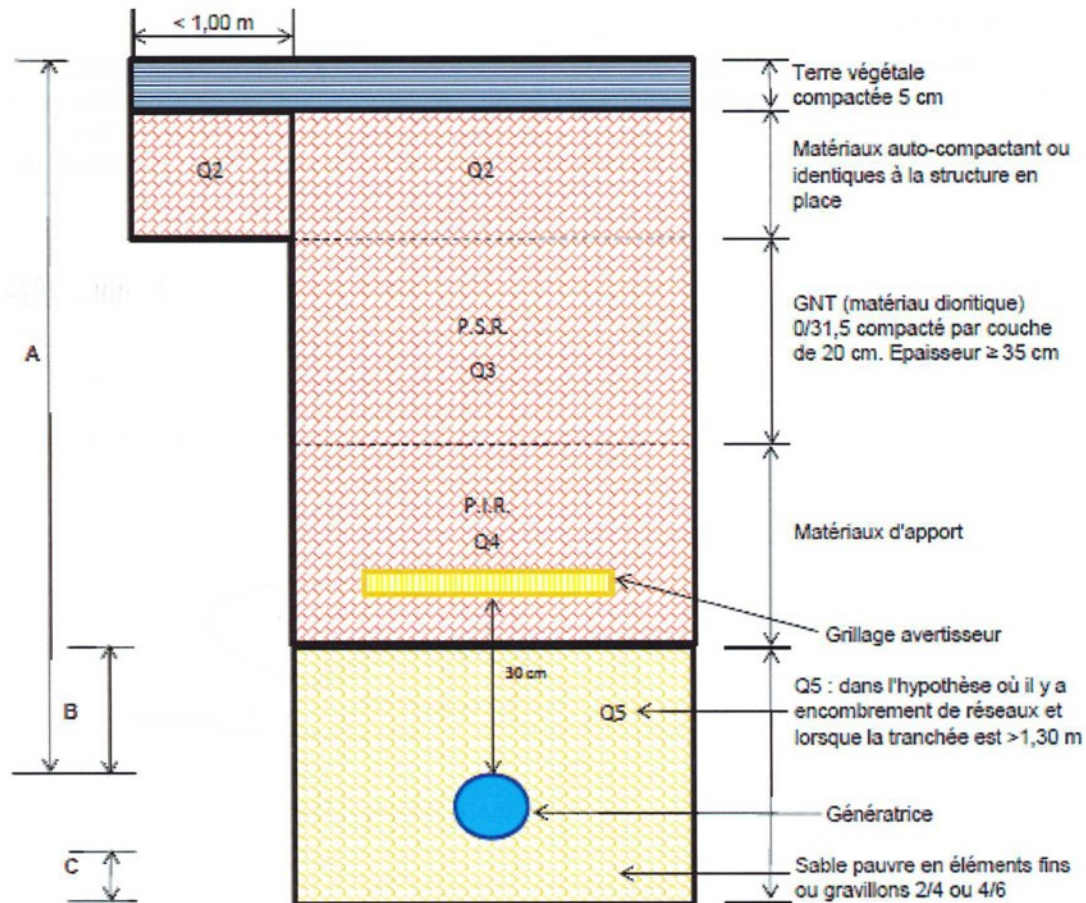 < 1,00 m
Terre végétale
compactée 5 cm
Q2
Q2
Matériaux auto-compactant ou
identiques à la structure en
place
A
P.S.R.
Q3
GNT (matériau dioritique)
0/31,5 compacté par couche
de 20 cm. Epaisseur ≥ 35 cm
P.I.R.
Q4
Matériaux d'apport
Grillage avertisseur
B
30 cm
Q5
Q5 : dans l'hypothèse où il y a
encombrement de réseaux et
lorsque la tranchée est >1,30 m
Génératrice
C
Sable pauvre en éléments fins
ou gravillons 2/4 ou 4/6